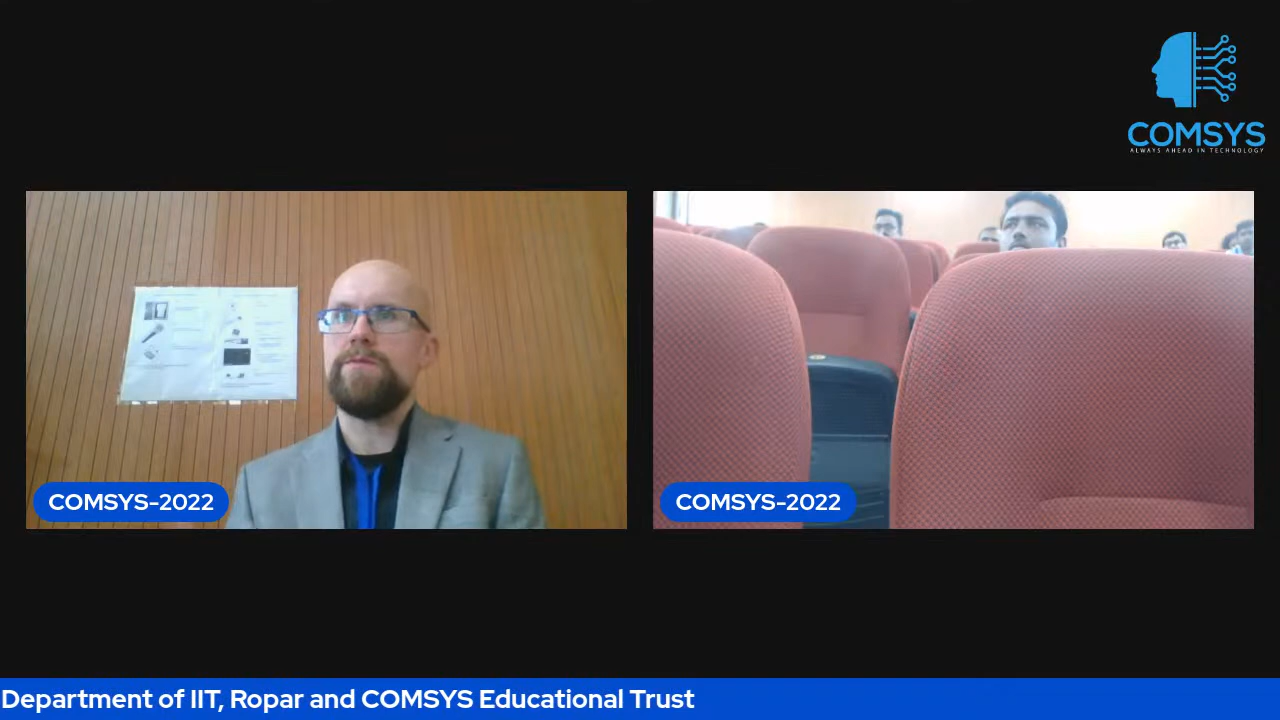 COMSYS
ALWAYS AHEAD IN TECHNOLOGY
COMSYS-2022
COMSYS-2022
Department of IIT, Ropar and COMSYS Educational Trust